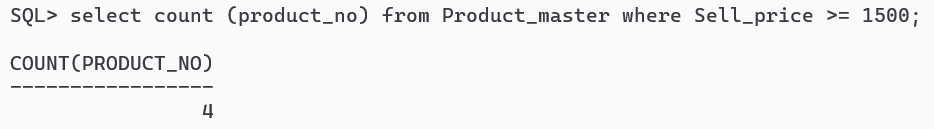 SQL> select count (product_no) from Product_master where Sell_price >= 1500;
COUNT(PRODUCT_NO)
-----------------
4